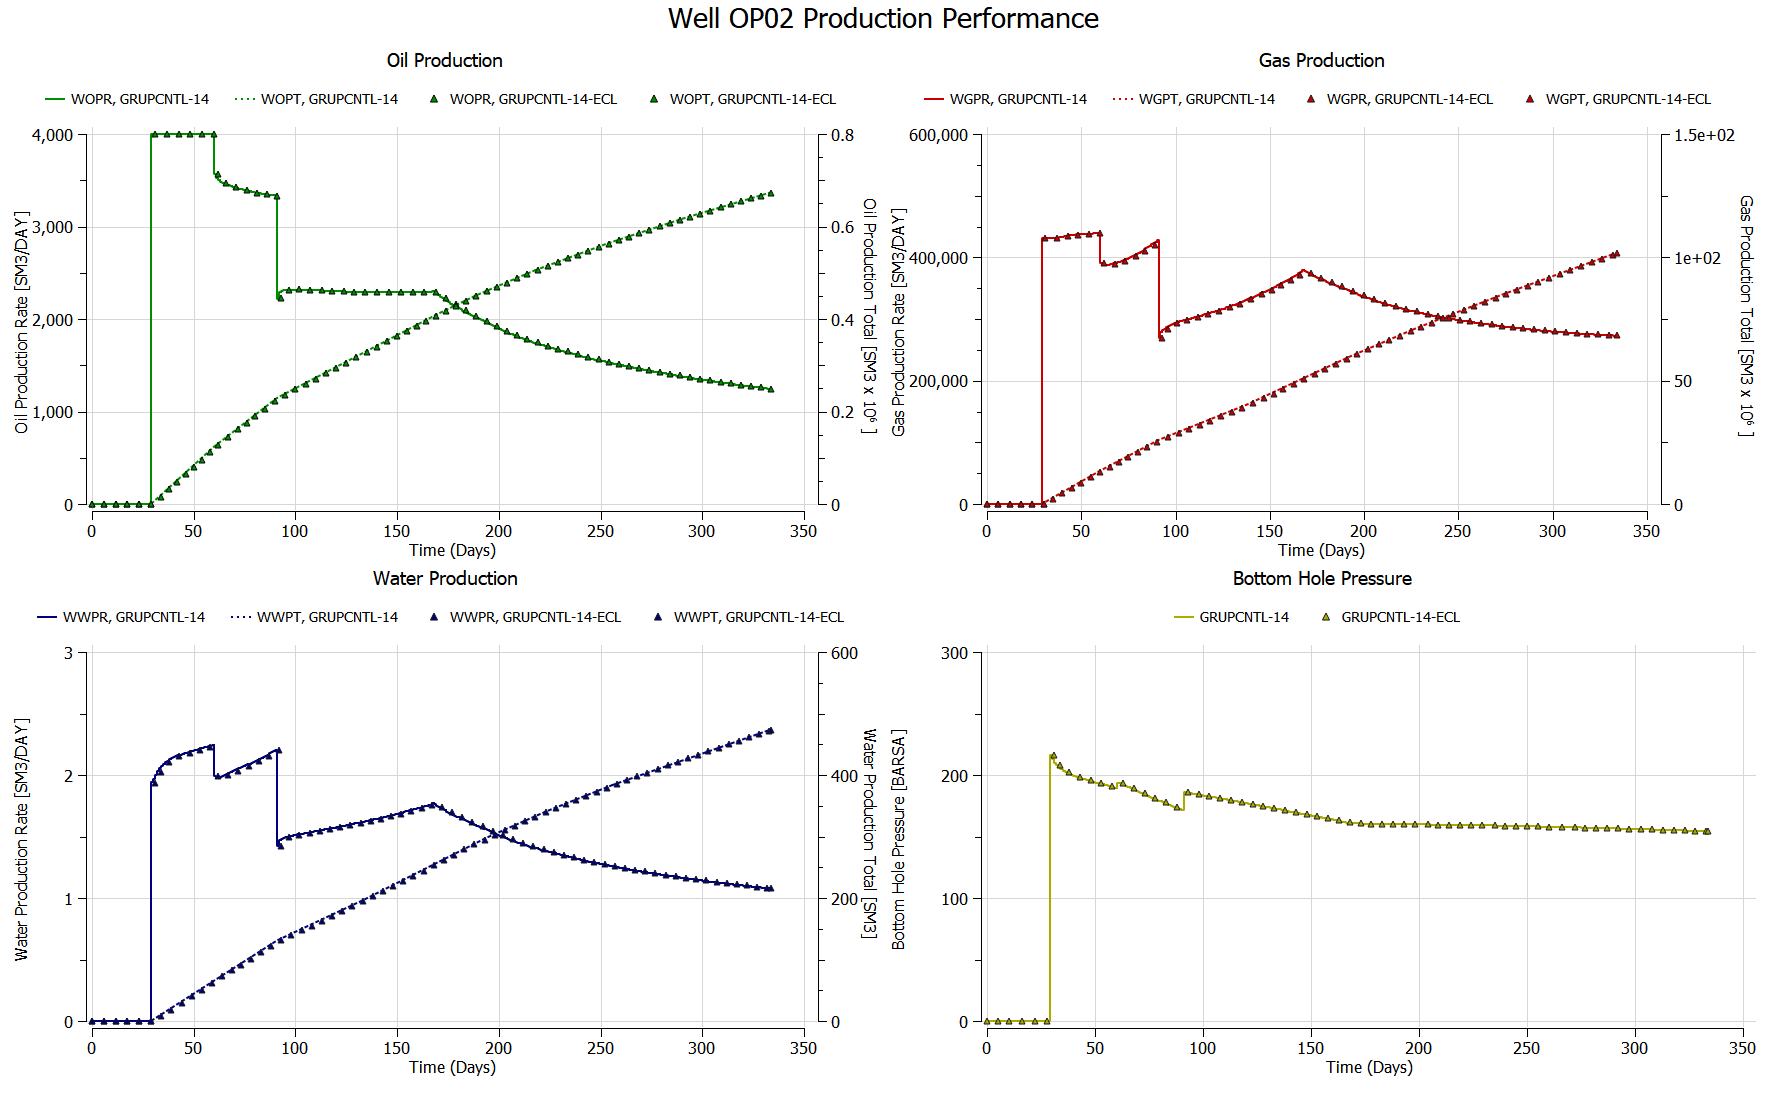 Well OP02 Production Performance
Oil Production
WOPR, GRUPCNTL-14 WOPT, GRUPCNTL-14 WOPR, GRUPCNTL-14-ECL WOPT, GRUPCNTL-14-ECL
4,000
3,000
2,000
1,000
0
Oil Production Rate [SM3/DAY]
0.8
0.6
0.4
0.2
0
Oil Production Total [SM3 x 10⁶ ]
0 50 100 150 200 250 300 350
Time (Days)
Gas Production
WGPR, GRUPCNTL-14 WGPT, GRUPCNTL-14 WGPR, GRUPCNTL-14-ECL WGPT, GRUPCNTL-14-ECL
600,000
400,000
200,000
0
Gas Production Rate [SM3/DAY]
1.5e+02
1e+02
50
0
Gas Production Total [SM3 x 10⁶ ]
0 50 100 150 200 250 300 350
Time (Days)
Water Production
WWPR, GRUPCNTL-14 WWPT, GRUPCNTL-14 WWPR, GRUPCNTL-14-ECL WWPT, GRUPCNTL-14-ECL
3
2
1
0
Water Production Rate [SM3/DAY]
600
400
200
0
Water Production Total [SM3]
0 50 100 150 200 250 300 350
Time (Days)
Bottom Hole Pressure
GRUPCNTL-14 GRUPCNTL-14-ECL
300
200
100
0
Bottom Hole Pressure [BARSA]
0 50 100 150 200 250 300 350
Time (Days)